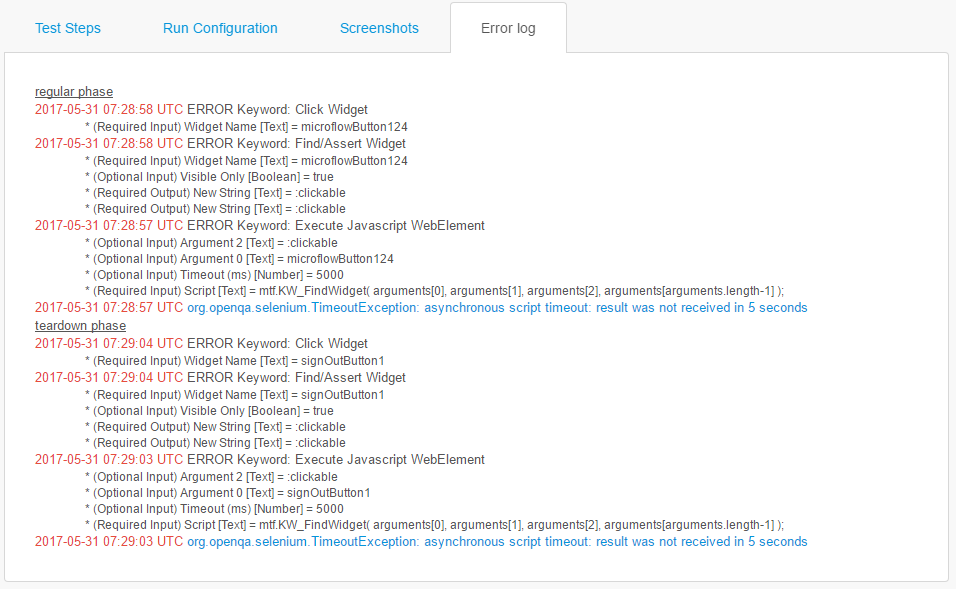 Test Steps Run Configuration Screenshots Error log
regular phase
2017-05-31 07:28:58 UTC ERROR Keyword: Click Widget
* (Required Input) Widget Name [Text] = microflowButton124
2017-05-31 07:28:58 UTC ERROR Keyword: Find/Assert Widget
* (Required Input) Widget Name [Text] = microflowButton124
* (Optional Input) Visible Only [Boolean] = true
* (Required Output) New String [Text] = :clickable
* (Required Output) New String [Text] = :clickable
2017-05-31 07:28:57 UTC ERROR Keyword: Execute Javascript WebElement
* (Optional Input) Argument 2 [Text] = :clickable
* (Optional Input) Argument 0 [Text] = microflowButton124
* (Optional Input) Timeout (ms) [Number] = 5000
* (Required Input) Script [Text] = mtf.KW_FindWidget( arguments[0], arguments[1], arguments[2], arguments[arguments.length-1] );
2017-05-31 07:28:57 UTC org.openqa.selenium.TimeoutException: asynchronous script timeout: result was not received in 5 seconds
teardown phase
2017-05-31 07:29:04 UTC ERROR Keyword: Click Widget
* (Required Input) Widget Name [Text] = signOutButton1
2017-05-31 07:29:04 UTC ERROR Keyword: Find/Assert Widget
* (Required Input) Widget Name [Text] = signOutButton1
* (Optional Input) Visible Only [Boolean] = true
* (Required Output) New String [Text] = :clickable
* (Required Output) New String [Text] = :clickable
2017-05-31 07:29:03 UTC ERROR Keyword: Execute Javascript WebElement
* (Optional Input) Argument 2 [Text] = :clickable
* (Optional Input) Argument 0 [Text] = signOutButton1
* (Optional Input) Timeout (ms) [Number] = 5000
* (Required Input) Script [Text] = mtf.KW_FindWidget( arguments[0], arguments[1], arguments[2], arguments[arguments.length-1] );
2017-05-31 07:29:03 UTC org.openqa.selenium.TimeoutException: asynchronous script timeout: result was not received in 5 seconds